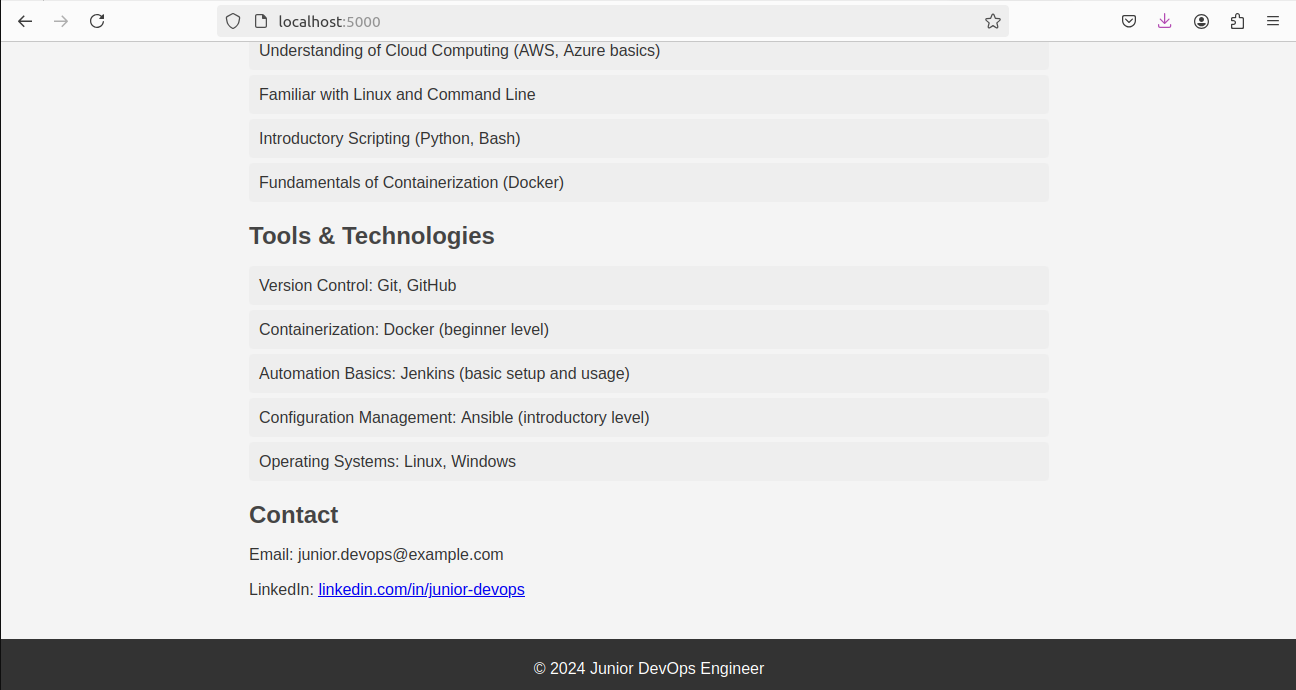 localhost:5000
Understanding of Cloud Computing (AWS, Azure basics)
Familiar with Linux and Command Line
Introductory Scripting (Python, Bash)
Fundamentals of Containerization (Docker)
Tools & Technologies
Version Control: Git, GitHub
Containerization: Docker (beginner level)
Automation Basics: Jenkins (basic setup and usage)
Configuration Management: Ansible (introductory level)
Operating Systems: Linux, Windows
Contact
Email: junior.devops@example.com
LinkedIn: linkedin.com/in/junior-devops
© 2024 Junior DevOps Engineer